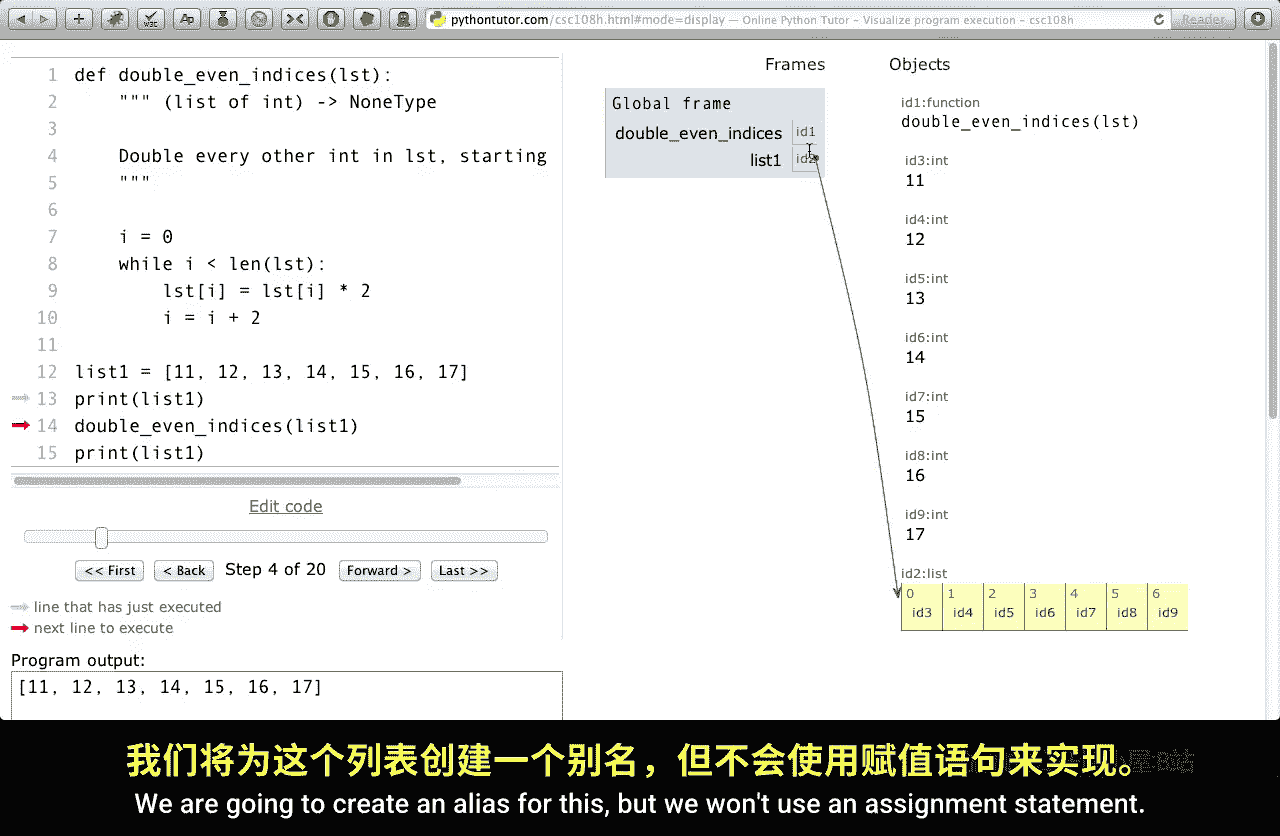 pythontutor.com/csc108h.html#mode=display — Online Python Tutor – Visualize program execution – csc108h
Reader
1 def double_even_indices(lst):
2 """ (list of int) -> NoneType
3
4 Double every other int in lst, starting
5 """
6
7 i = 0
8 while i < len(lst):
9 lst[i] = lst[i] * 2
10 i = i + 2
11
12 list1 = [11, 12, 13, 14, 15, 16, 17]
13 print(list1)
14 double_even_indices(list1)
15 print(list1)
Edit code
<< First < Back Step 4 of 20 Forward > Last >>
line that has just executed
next line to execute
Program output:
[11, 12, 13, 14, 15, 16, 17]
Frames
Global frame
double_even_indices id1
list1 id2
Objects
id1:function
double_even_indices(lst)
id3:int
11
id4:int
12
id5:int
13
id6:int
14
id7:int
15
id8:int
16
id9:int
17
id2:list
0 1 2 3 4 5 6
id3 id4 id5 id6 id7 id8 id9
我们将为这个列表创建一个别名，但不会使用赋值语句来实现。
We are going to create an alias for this, but we won't use an assignment statement.